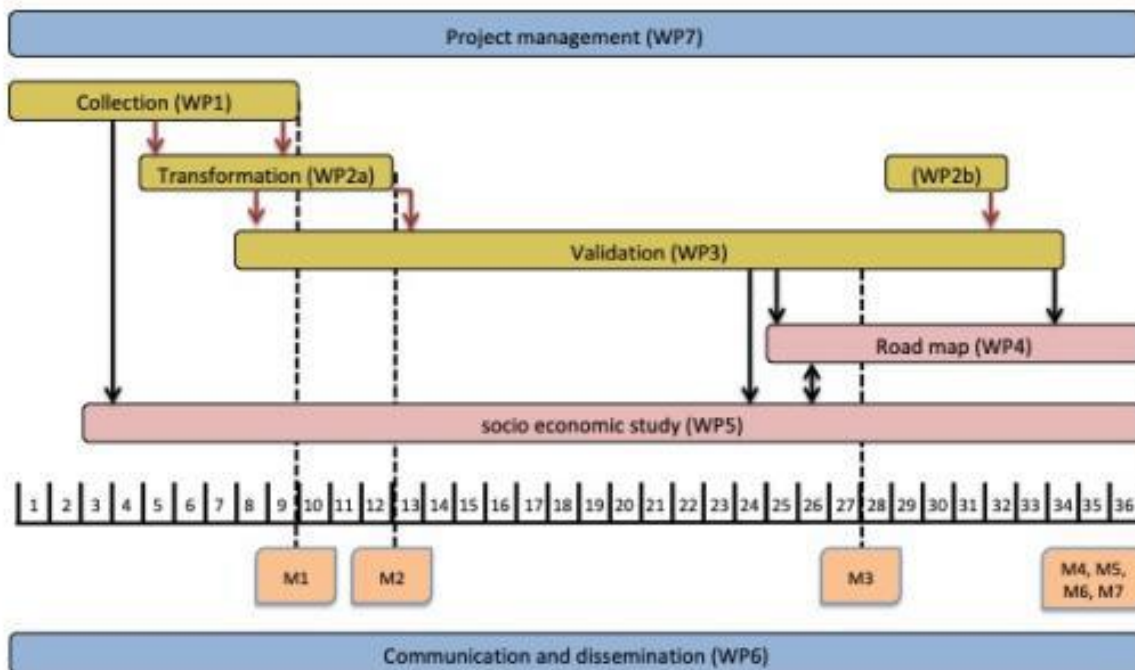 Project management (WP7)
Collection (WP1)
Transformation (WP2a)
(WP2b)
Validation (WP3)
Road map (WP4)
socio economic study (WP5)
1 2 3 4 5 6 7 8 9 10 11 12 13 14 15 16 17 18 19 20 21 22 23 24 25 26 27 28 29 30 31 32 33 34 35 36
M1
M2
M3
M4, M5,
M6, M7
Communication and dissemination (WP6)